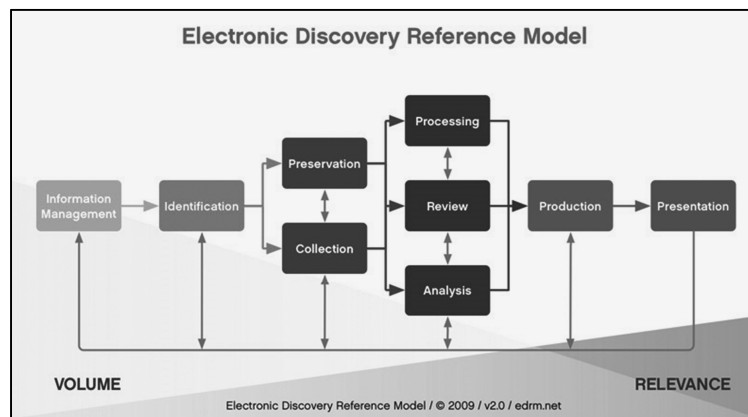 Electronic Discovery Reference Model
Processing
Preservation
Information
Management
Identification
Review
Production
Presentation
Collection
Analysis
VOLUME
RELEVANCE
Electronic Discovery Reference Model / © 2009 / v2.0 / edrm.net